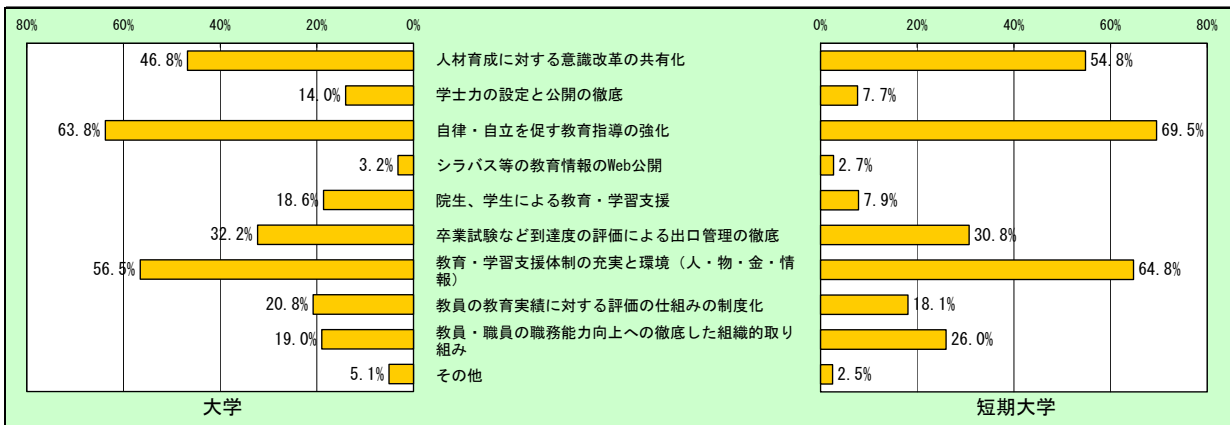 80% 60% 40% 20% 0%
0% 20% 40% 60% 80%
46.8% 人材育成に対する意識改革の共有化 54.8%
14.0% 学士力の設定と公開の徹底 7.7%
63.8% 自律・自立を促す教育指導の強化 69.5%
3.2% シラバス等の教育情報のWeb公開 2.7%
18.6% 院生、学生による教育・学習支援 7.9%
32.2% 卒業試験など到達度の評価による出口管理の徹底 30.8%
56.5% 教育・学習支援体制の充実と環境（人・物・金・情 64.8%
報）
20.8% 教員の教育実績に対する評価の仕組みの制度化 18.1%
19.0% 教員・職員の職務能力向上への徹底した組織的取り 26.0%
組み
5.1% その他 2.5%
大学 短期大学